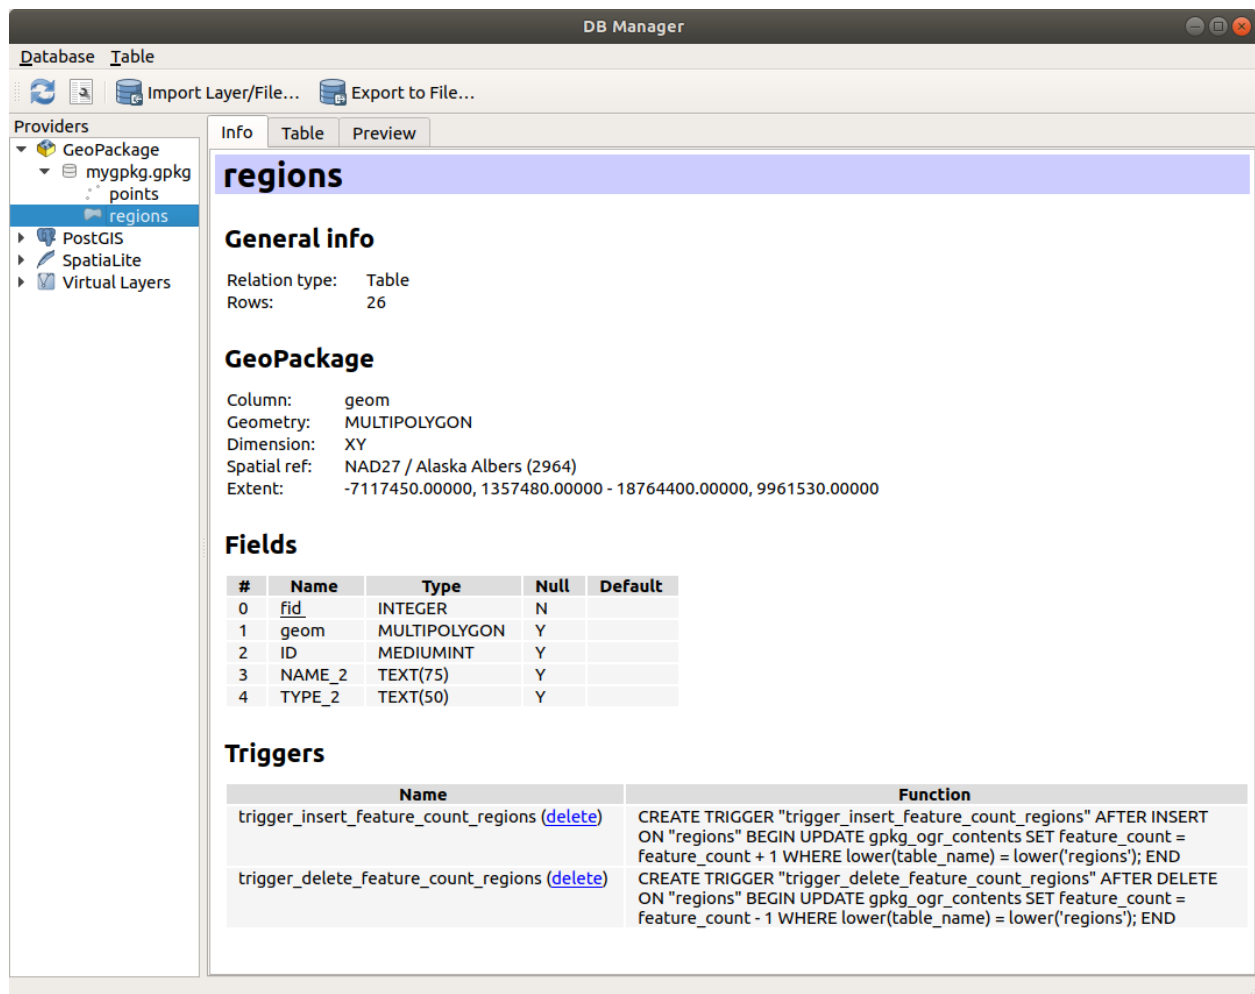 DB Manager
Database Table
Import Layer/File... Export to File...
Providers
GeoPackage
mygpkg.gpkg
points
regions
PostGIS
SpatiaLite
Virtual Layers
Info Table Preview
regions
General info
Relation type: Table
Rows: 26
GeoPackage
Column: geom
Geometry: MULTIPOLYGON
Dimension: XY
Spatial ref: NAD27 / Alaska Albers (2964)
Extent: -7117450.00000, 1357480.00000 - 18764400.00000, 9961530.00000
Fields
# Name Type Null Default
0 fid INTEGER N
1 geom MULTIPOLYGON Y
2 ID MEDIUMINT Y
3 NAME_2 TEXT(75) Y
4 TYPE_2 TEXT(50) Y
Triggers
Name Function
trigger_insert_feature_count_regions (delete) CREATE TRIGGER "trigger_insert_feature_count_regions" AFTER INSERT
ON "regions" BEGIN UPDATE gpkg_ogr_contents SET feature_count =
feature_count + 1 WHERE lower(table_name) = lower('regions'); END
trigger_delete_feature_count_regions (delete) CREATE TRIGGER "trigger_delete_feature_count_regions" AFTER DELETE
ON "regions" BEGIN UPDATE gpkg_ogr_contents SET feature_count =
feature_count - 1 WHERE lower(table_name) = lower('regions'); END